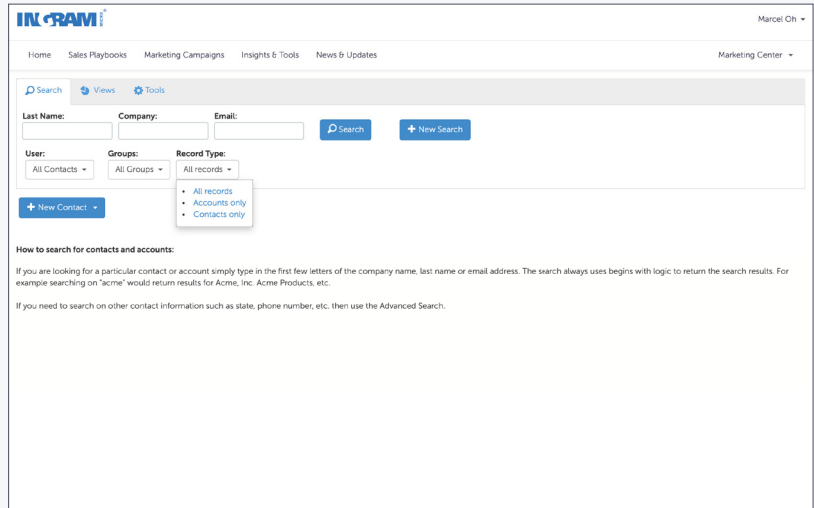 INGRAM MICRO
Marcel Oh
Home Sales Playbooks Marketing Campaigns Insights & Tools News & Updates Marketing Center
Search Views Tools
Last Name: Company: Email:
Search + New Search
User: Groups: Record Type:
All Contacts All Groups All records
• All records
• Accounts only
• Contacts only
+ New Contact
How to search for contacts and accounts:
If you are looking for a particular contact or account simply type in the first few letters of the company name, last name or email address. The search always uses begins with logic to return the search results. For
example searching on "acme" would return results for Acme, Inc. Acme Products, etc.
If you need to search on other contact information such as state, phone number, etc. then use the Advanced Search.